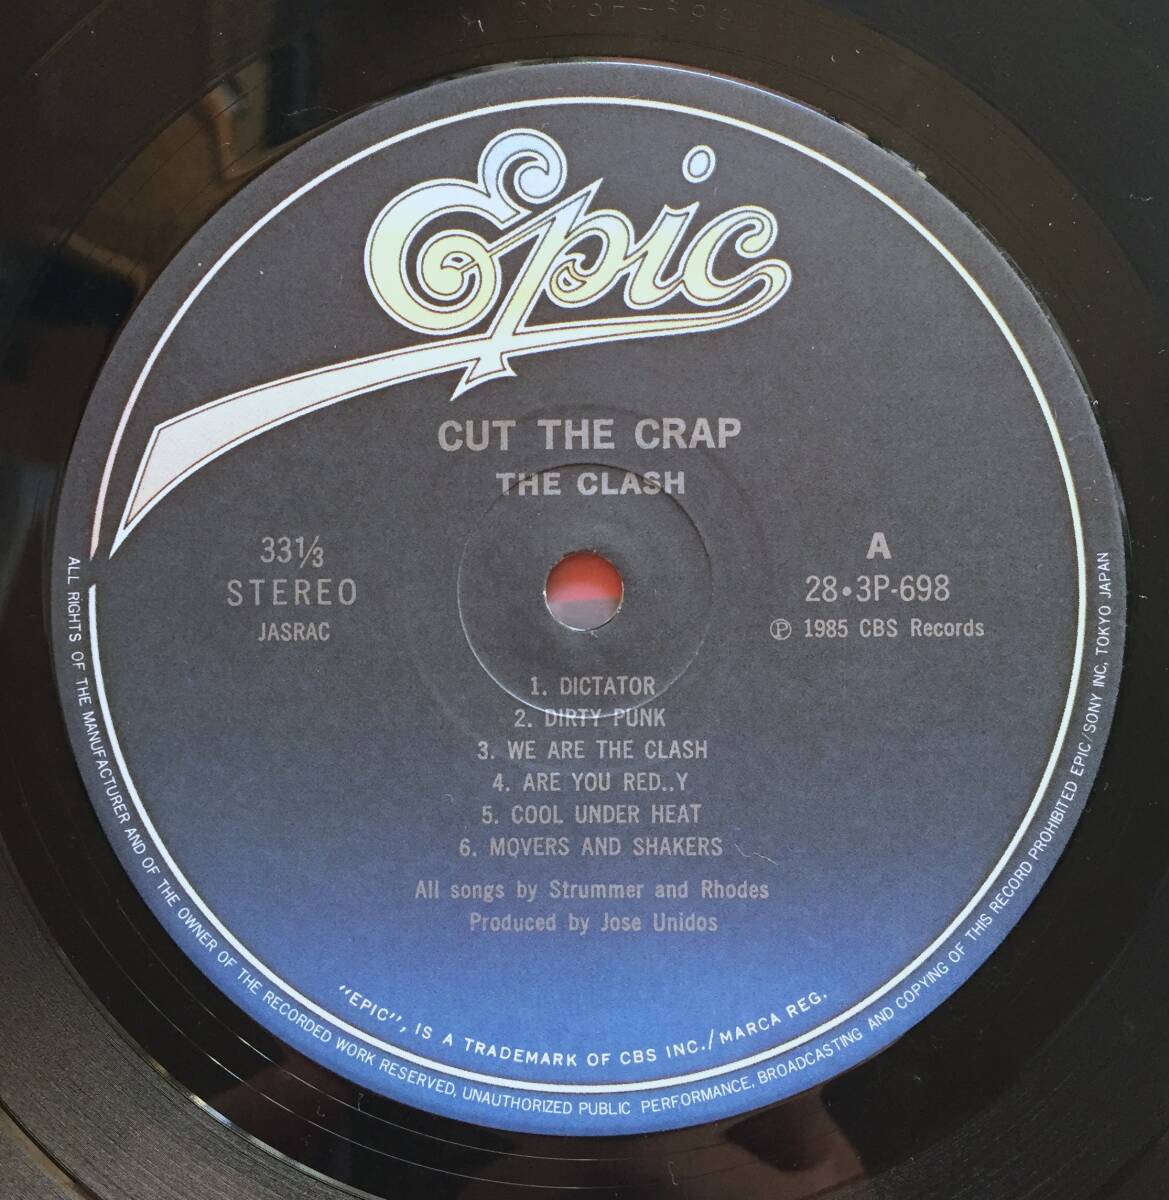 Epic
CUT THE CRAP
THE CLASH
33 1/3
STEREO
JASRAC
A
28•3P-698
℗ 1985 CBS Records
1. DICTATOR
2. DIRTY PUNK
3. WE ARE THE CLASH
4. ARE YOU RED..Y
5. COOL UNDER HEAT
6. MOVERS AND SHAKERS
All songs by Strummer and Rhodes
Produced by Jose Unidos
"EPIC", IS A TRADEMARK OF CBS INC./MARCA REG.
ALL RIGHTS OF THE MANUFACTURER AND OF THE OWNER OF THE RECORDED WORK RESERVED, UNAUTHORIZED PUBLIC PERFORMANCE, BROADCASTING AND COPYING OF THIS RECORD PROHIBITED EPIC/SONY INC, TOKYO JAPAN